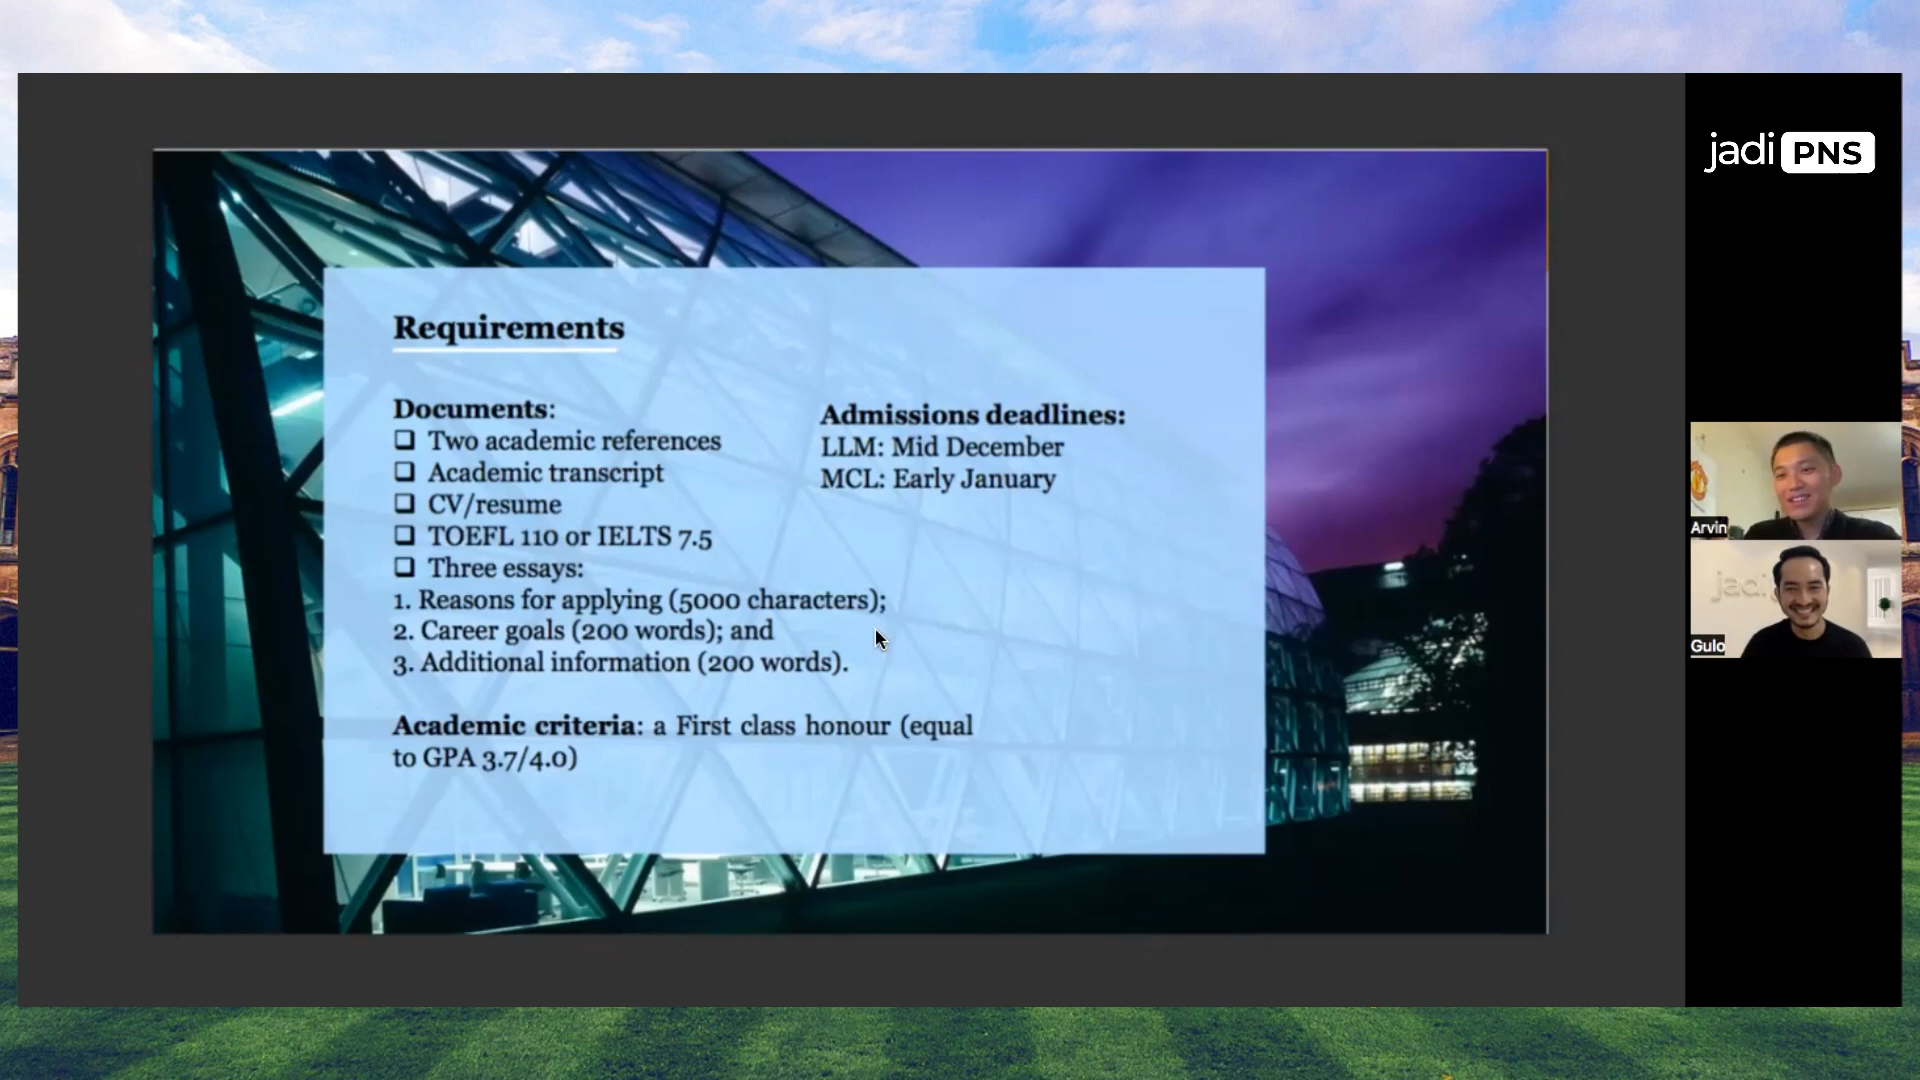 jadi PNS
Requirements
Documents:
❑ Two academic references
❑ Academic transcript
❑ CV/resume
❑ TOEFL 110 or IELTS 7.5
❑ Three essays:
1. Reasons for applying (5000 characters);
2. Career goals (200 words); and
3. Additional information (200 words).
Academic criteria: a First class honour (equal
to GPA 3.7/4.0)
Admissions deadlines:
LLM: Mid December
MCL: Early January
Arvin
jadi
Gulo